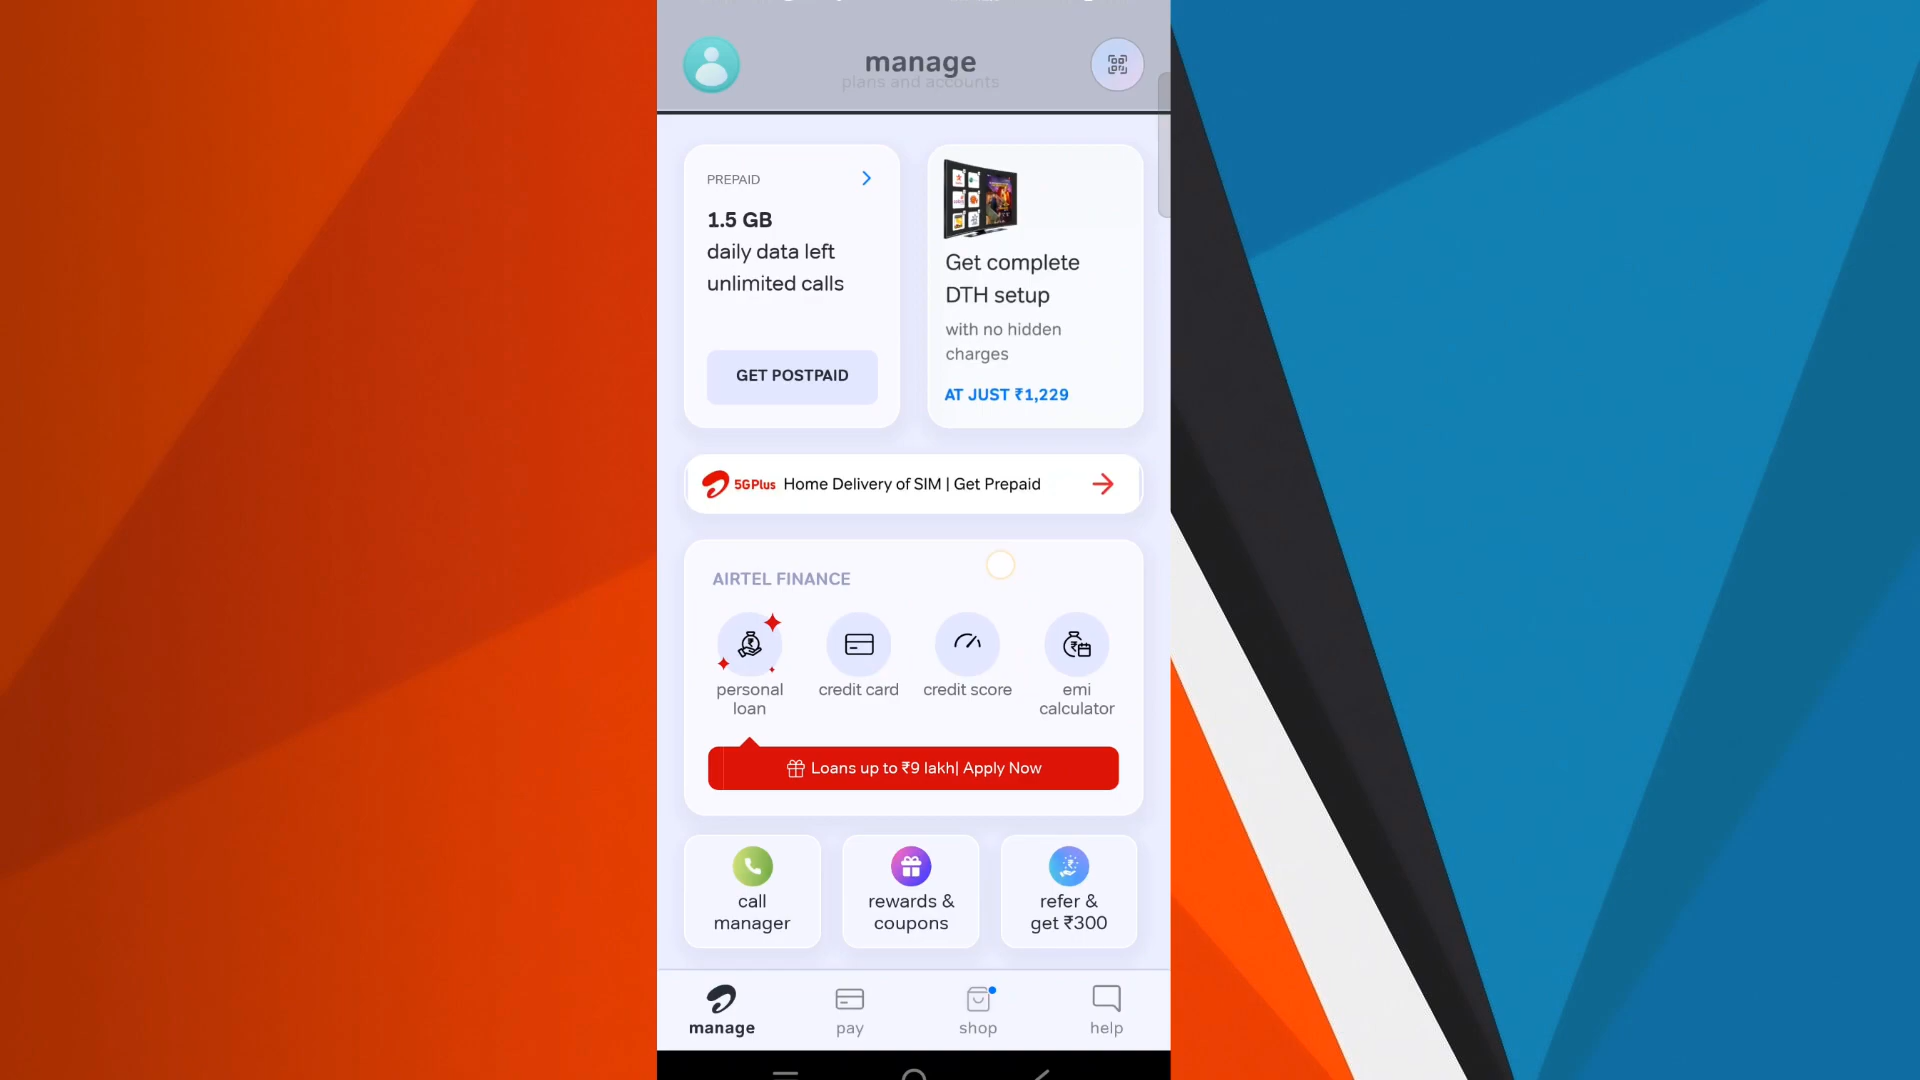 manage
plans and accounts
PREPAID
1.5 GB
daily data left
unlimited calls
GET POSTPAID
Get complete
DTH setup
with no hidden
charges
AT JUST ₹1,229
5G Plus Home Delivery of SIM | Get Prepaid
AIRTEL FINANCE
personal
loan
credit card
credit score
emi
calculator
Loans up to ₹9 lakh| Apply Now
call
manager
rewards &
coupons
refer &
get ₹300
manage
pay
shop
help